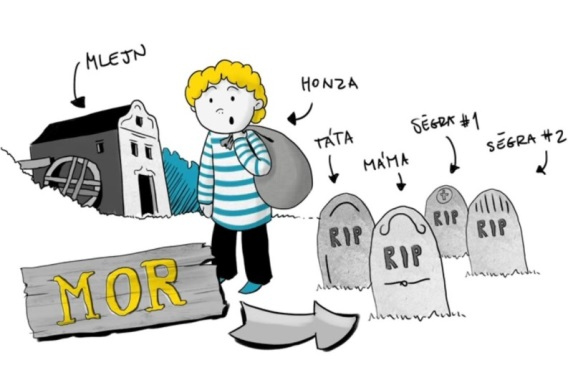 MLEJN
HONZA
TÁTA
MÁMA
SÉGRA #1
SÉGRA #2
RIP
RIP
RIP
RIP
MOR